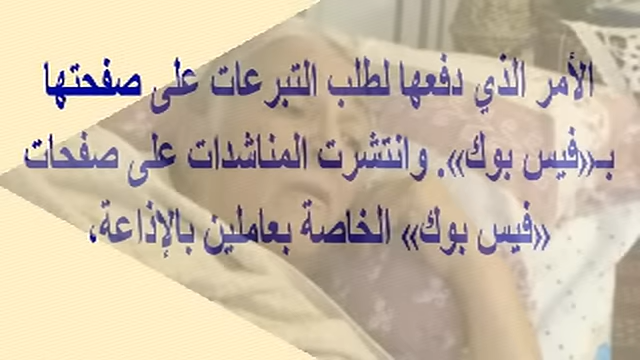 الأمر الذي دفعها لطلب التبرعات على صفحتها
بـ«فيس بوك». وانتشرت المناشدات على صفحات
«فيس بوك» الخاصة بعاملين بالإذاعة،